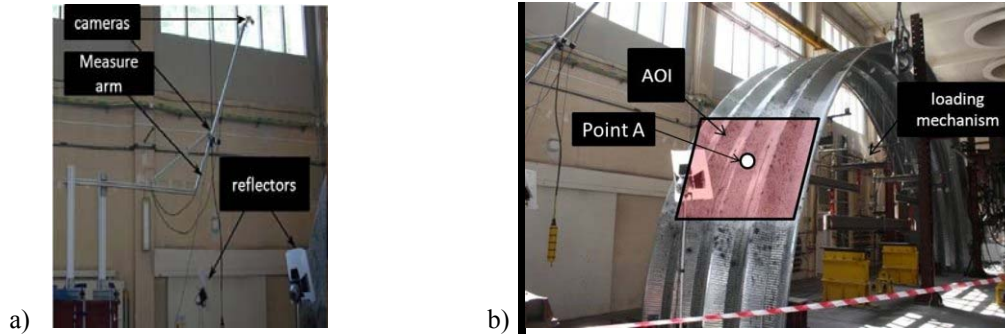 cameras
Measure
arm
reflectors
a)
AOI
Point A
loading
mechanism
b)